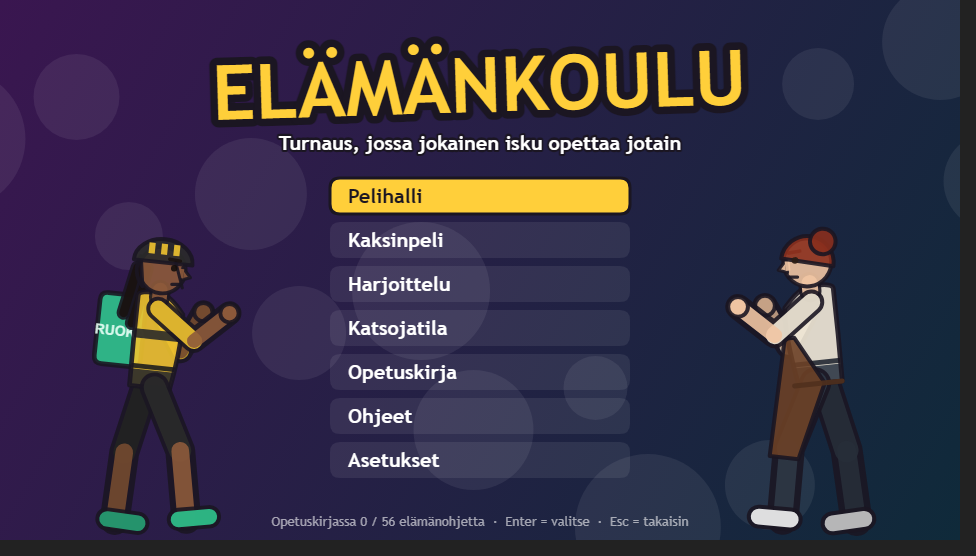 ELÄMÄNKOULU
Turnaus, jossa jokainen isku opettaa jotain
Pelihalli
Kaksinpeli
Harjoittelu
Katsojatila
Opetuskirja
Ohjeet
Asetukset
RUOK
Opetuskirjassa 0 / 56 elämänohjetta · Enter = valitse · Esc = takaisin